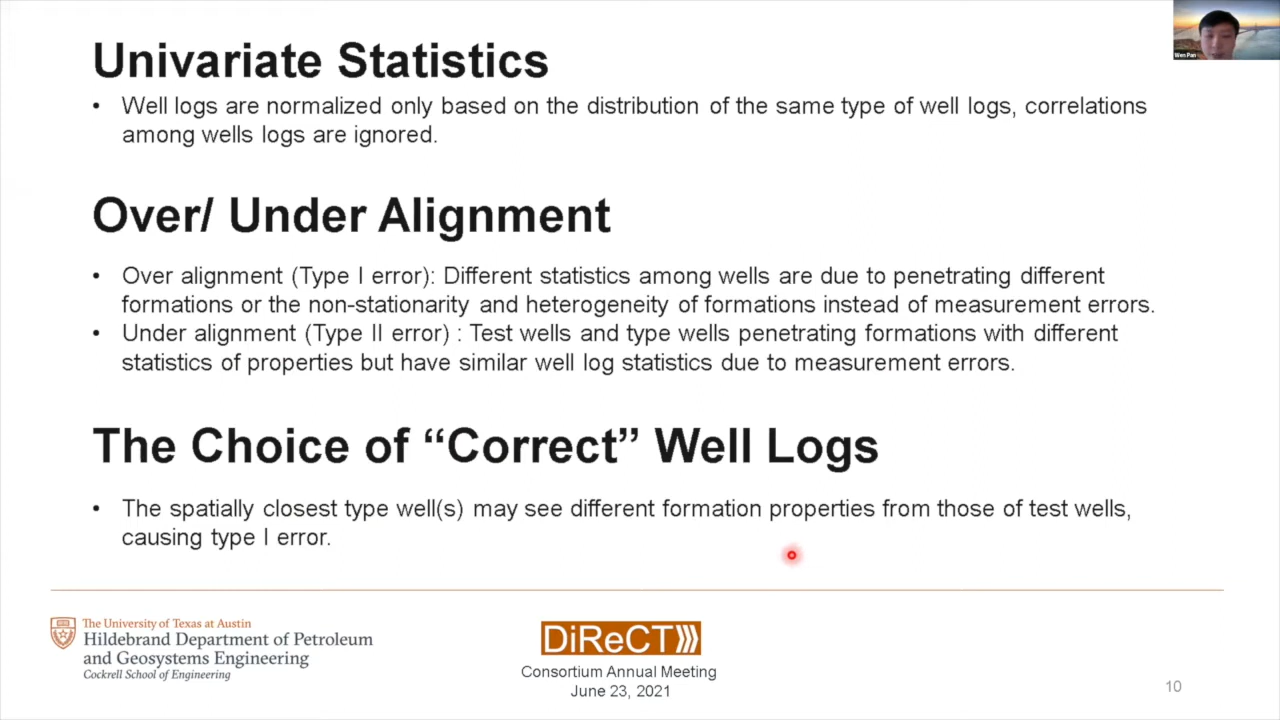 Univariate Statistics
• Well logs are normalized only based on the distribution of the same type of well logs, correlations
among wells logs are ignored.
Over/ Under Alignment
• Over alignment (Type I error): Different statistics among wells are due to penetrating different
formations or the non-stationarity and heterogeneity of formations instead of measurement errors.
• Under alignment (Type II error) : Test wells and type wells penetrating formations with different
statistics of properties but have similar well log statistics due to measurement errors.
The Choice of “Correct” Well Logs
• The spatially closest type well(s) may see different formation properties from those of test wells,
causing type I error.
The University of Texas at Austin
Hildebrand Department of Petroleum
and Geosystems Engineering
Cockrell School of Engineering
DiReCT
Consortium Annual Meeting
June 23, 2021
10
Wen Pan